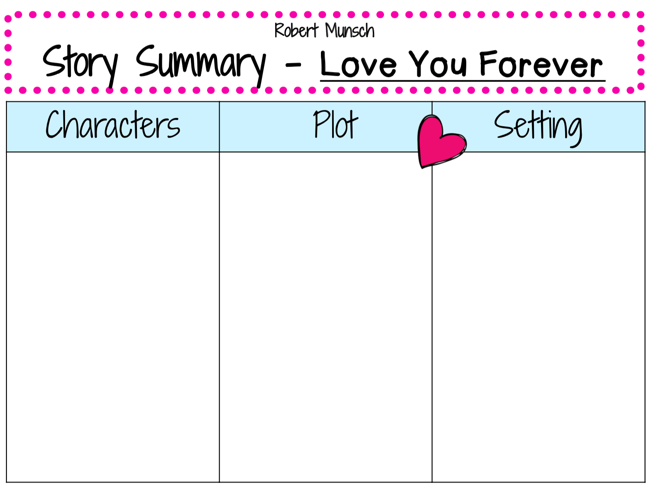 Robert Munsch
Story Summary - Love You Forever
Characters Plot Setting